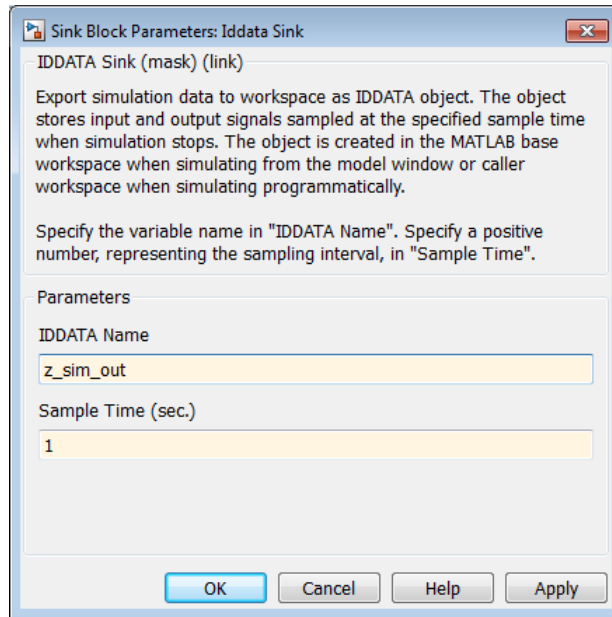 Sink Block Parameters: Iddata Sink
IDDATA Sink (mask) (link)
Export simulation data to workspace as IDDATA object. The object
stores input and output signals sampled at the specified sample time
when simulation stops. The object is created in the MATLAB base
workspace when simulating from the model window or caller
workspace when simulating programmatically.
Specify the variable name in "IDDATA Name". Specify a positive
number, representing the sampling interval, in "Sample Time".
Parameters
IDDATA Name
z_sim_out
Sample Time (sec.)
1
OK Cancel Help Apply